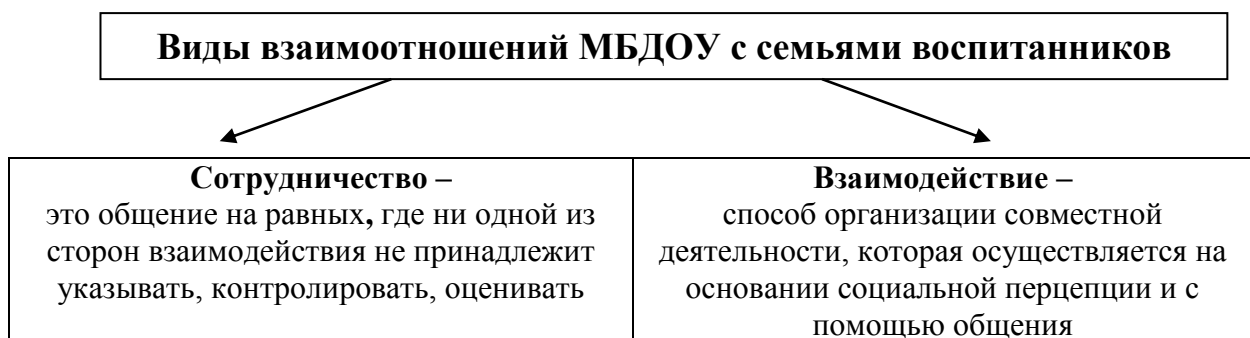 Виды взаимоотношений МБДОУ с семьями воспитанников
Сотрудничество –
это общение на равных, где ни одной из
сторон взаимодействия не принадлежит
указывать, контролировать, оценивать
Взаимодействие –
способ организации совместной
деятельности, которая осуществляется на
основании социальной перцепции и с
помощью общения